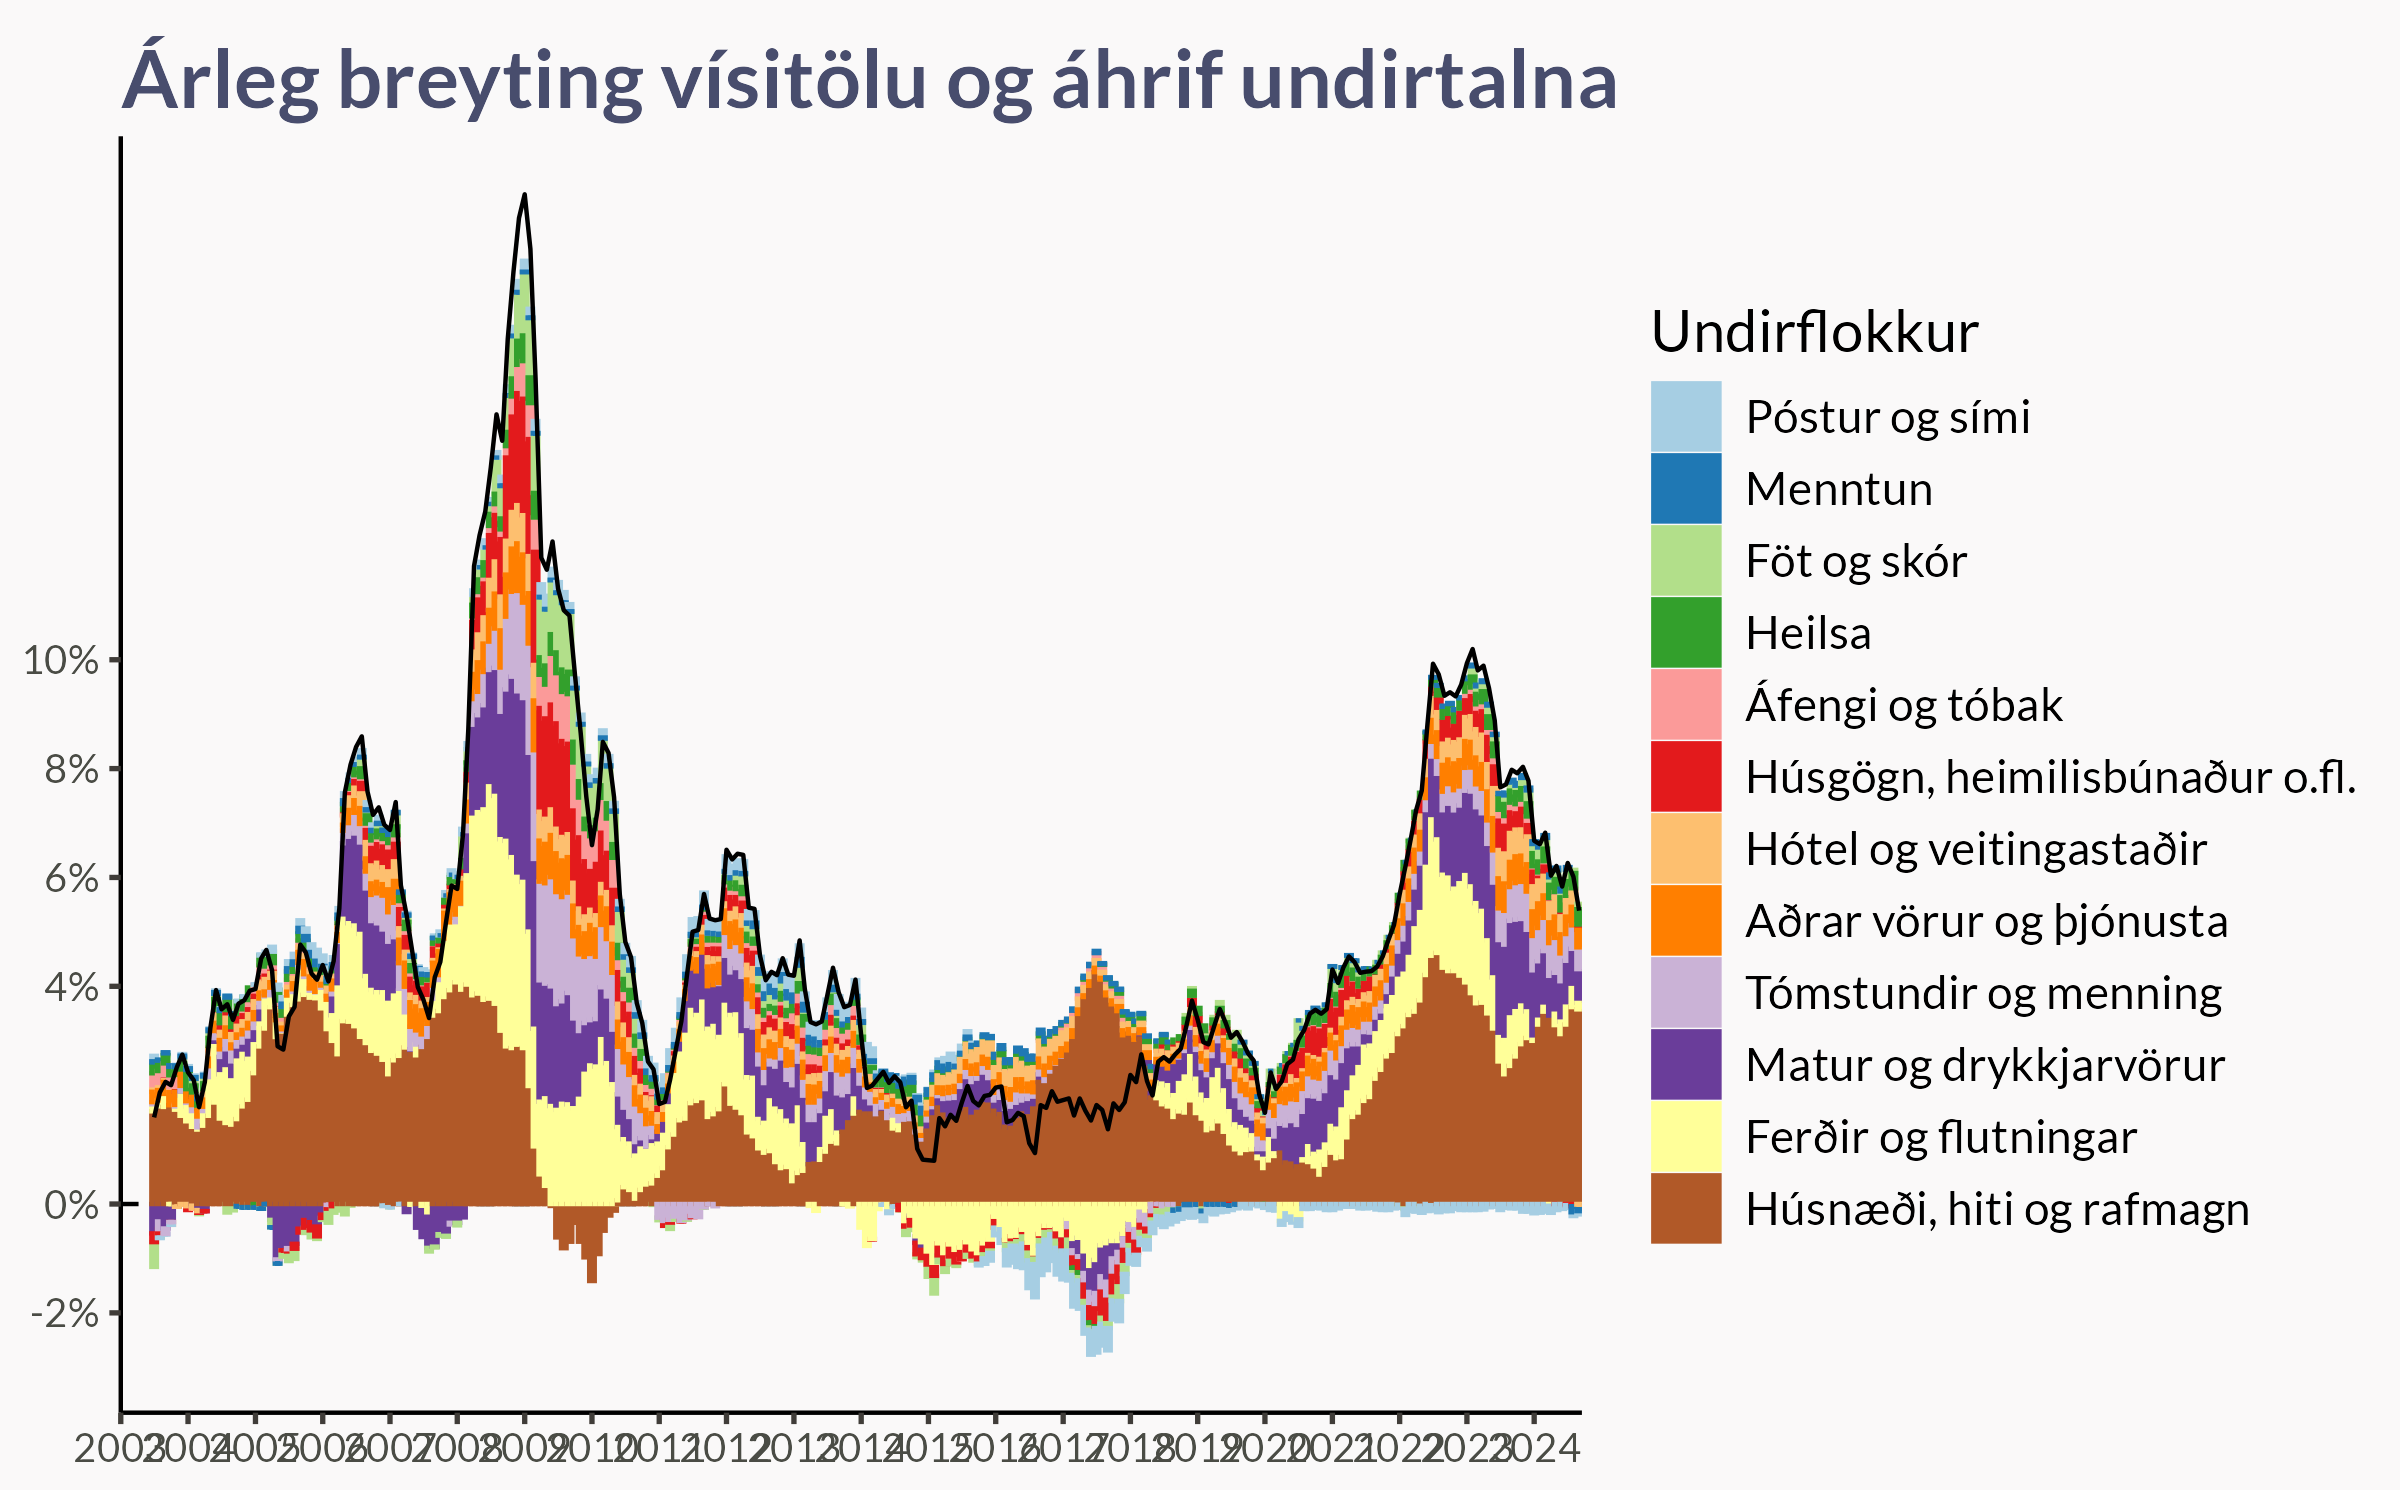 Árleg breyting vísitölu og áhrif undirtalna
10%
8%
6%
4%
2%
0%
-2%
2003 2004 2005 2006 2007 2008 2009 2010 2011 2012 2013 2014 2015 2016 2017 2018 2019 2020 2021 2022 2023 2024
Undirflokkur
Póstur og sími
Menntun
Föt og skór
Heilsa
Áfengi og tóbak
Húsgögn, heimilisbúnaður o.fl.
Hótel og veitingastaðir
Aðrar vörur og þjónusta
Tómstundir og menning
Matur og drykkjarvörur
Ferðir og flutningar
Húsnæði, hiti og rafmagn